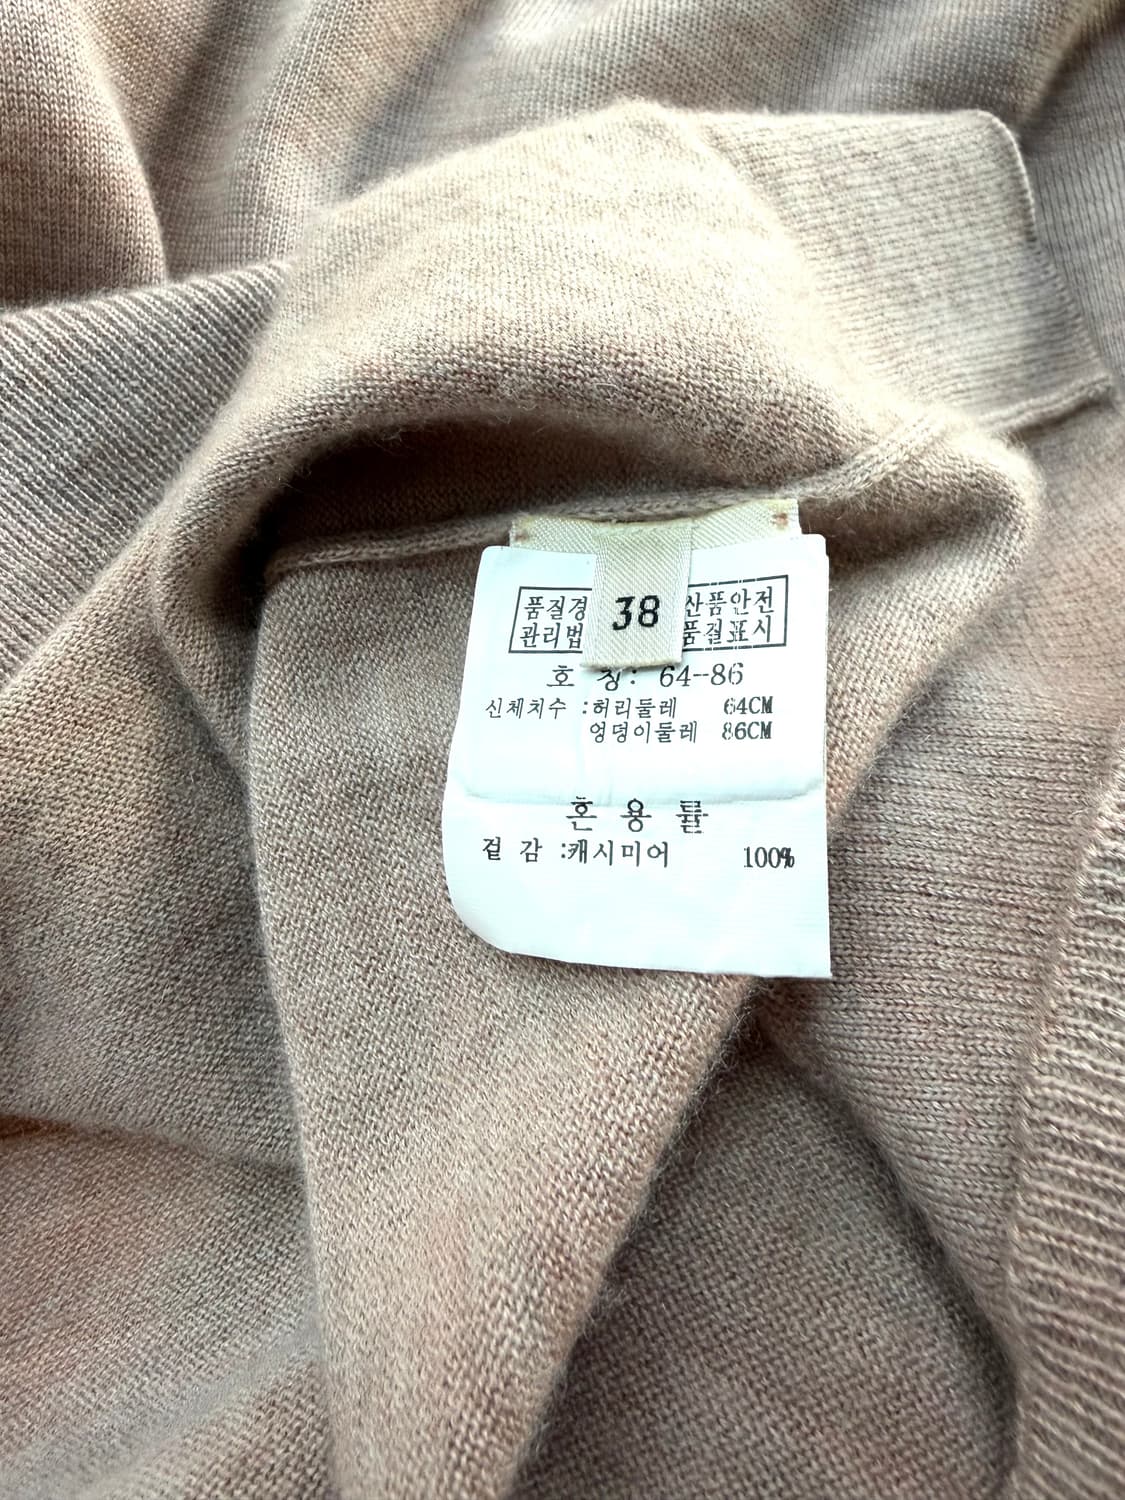 38
품질경 산품안전
관리법 품질표시
호 칭: 64-86
신체치수 :허리둘레 64CM
엉덩이둘레 86CM
혼 용 률
겉 감 :캐시미어 100%